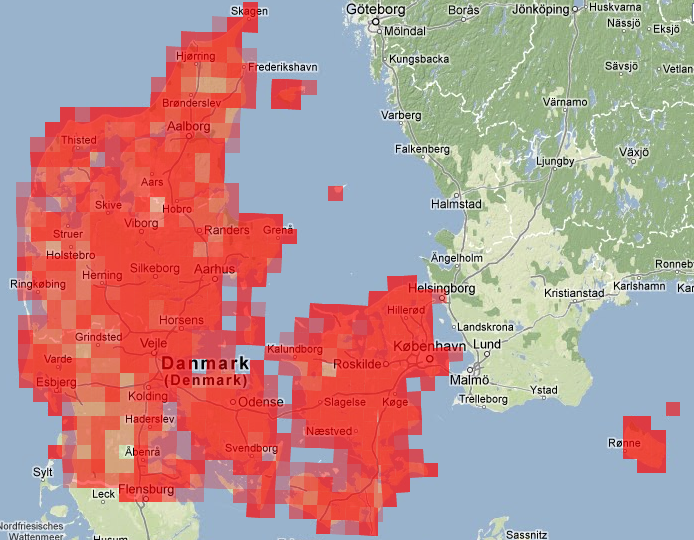 Skagen
Göteborg
Borås
Jönköping
Huskvarna
Nässjö
Eksjö
Mölndal
Hjørring
Frederikshavn
Kungsbacka
Sävsjö
Vetlan
Brønderslev
Värnamo
Aalborg
Varberg
Thisted
Falkenberg
Växjö
Ljungby
Aars
Skive
Hobro
Halmstad
Viborg
Struer
Randers
Grenå
Holstebro
Ängelholm
Silkeborg
Aarhus
Ronneb
Herning
Ringkøbing
Helsingborg
Karlshamn
Kar
Kristianstad
Hillerød
Horsens
Landskrona
Grindsted
Vejle
Kalundborg
København
Lund
Varde
Danmark
(Denmark)
Roskilde
Malmö
Esbjerg
Kolding
Ystad
Trelleborg
Odense
Slagelse
Køge
Haderslev
Næstved
Rønne
Åbenrå
Svendborg
Sylt
Leck
Flensburg
Nordfriesisches
Wattenmeer
Husum
Sassnitz